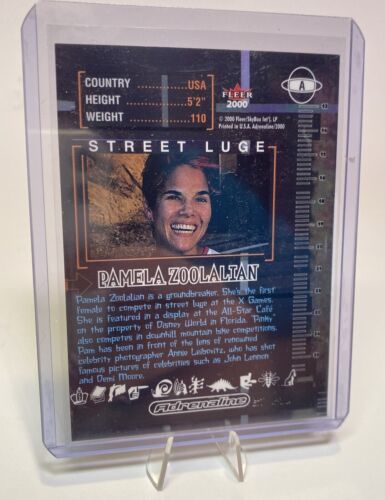 COUNTRY ............ USA
HEIGHT ............ 5'2"
WEIGHT ............ 110
FLEER
2000
A
© 2000 Fleer/SkyBox Int'l. LP
Printed in U.S.A. Adrenaline/2000
STREET LUGE
PAMELA ZOOLALIAN
Pamela Zoolalian is a groundbreaker. She's the first
female to compete in street luge at the X Games.
She is featured in a display at the All-Star Café
on the property of Disney World in Florida. "Pinky"
also competes in downhill mountain bike competitions.
Pam has been in front of the lens of renowned
celebrity photographer Annie Leibovitz, who has shot
famous pictures of celebrities such as John Lennon
and Demi Moore.
Adrenaline